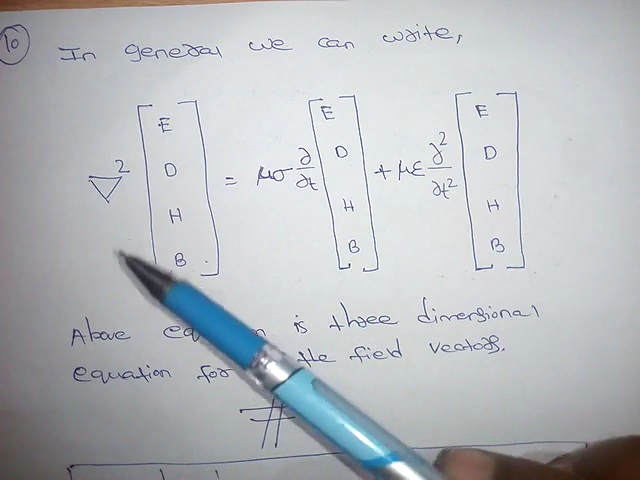 10
In general we can write,
∇² [E D H B] = μσ ∂/∂t [E D H B] + με ∂²/∂t² [E D H B]
Above is three dimensional
equation for the field vectors.